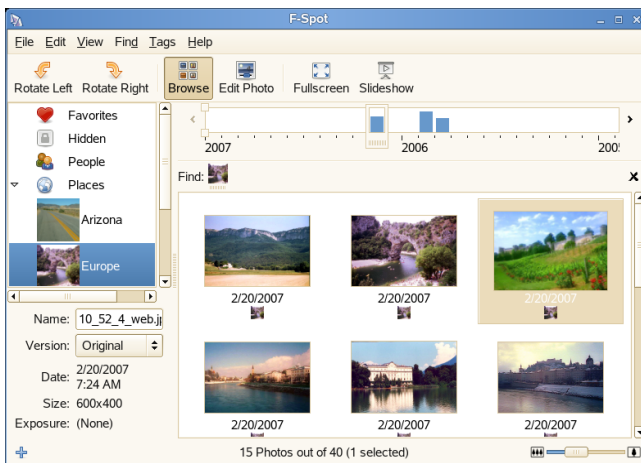 F-Spot
File Edit View Find Tags Help
Rotate Left Rotate Right Browse Edit Photo Fullscreen Slideshow
Favorites
Hidden
People
Places
Arizona
Europe
2007 2006 200
Find:
2/20/2007 2/20/2007 2/20/2007
2/20/2007 2/20/2007 2/20/2007
Name: 10_52_4_web.j
Version: Original
Date: 2/20/2007
7:24 AM
Size: 600x400
Exposure: (None)
15 Photos out of 40 (1 selected)